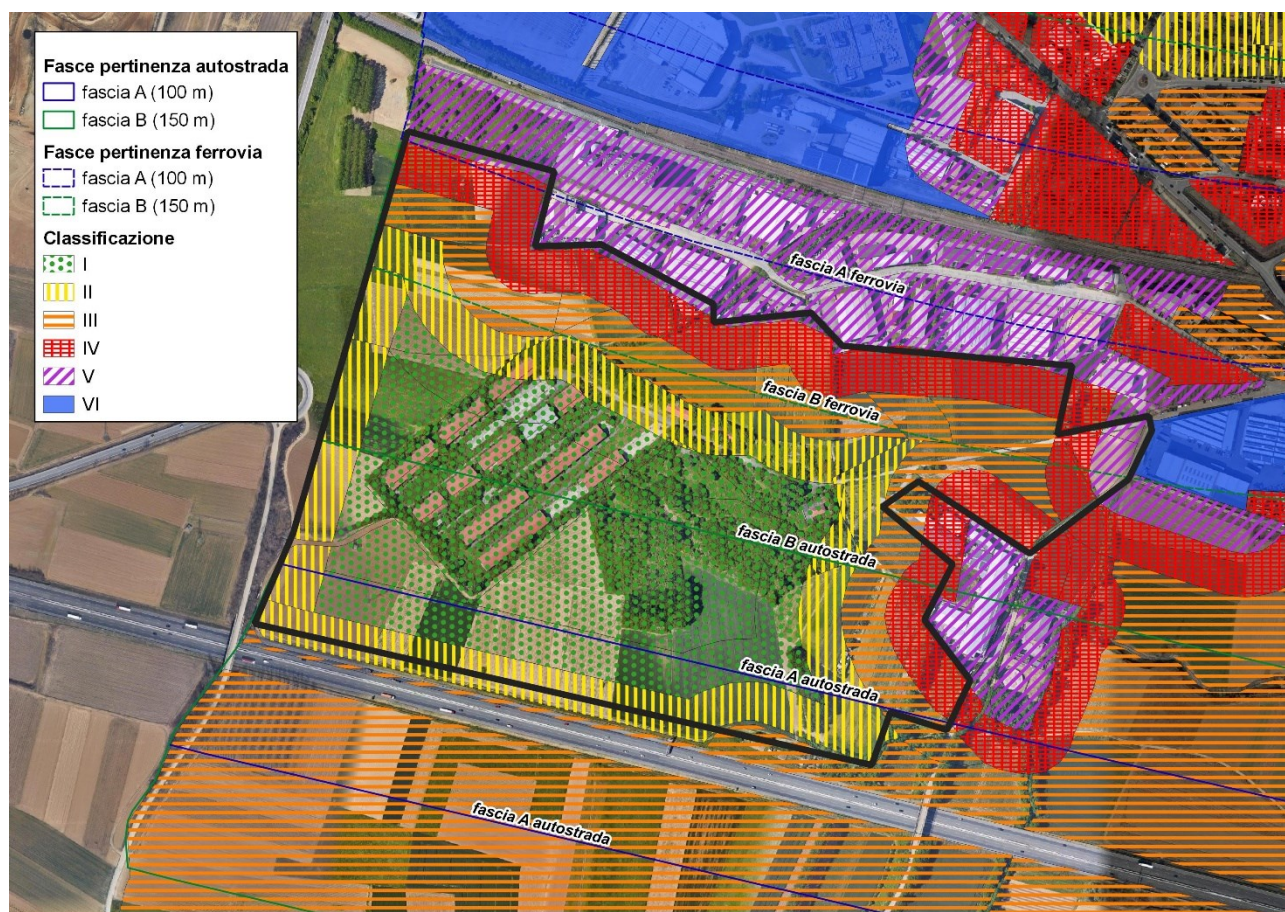 Fasce pertinenza autostrada
fascia A (100 m)
fascia B (150 m)
Fasce pertinenza ferrovia
fascia A (100 m)
fascia B (150 m)
Classificazione
I
II
III
IV
V
VI
fascia A ferrovia
fascia B ferrovia
fascia B autostrada
fascia A autostrada
fascia A autostrada